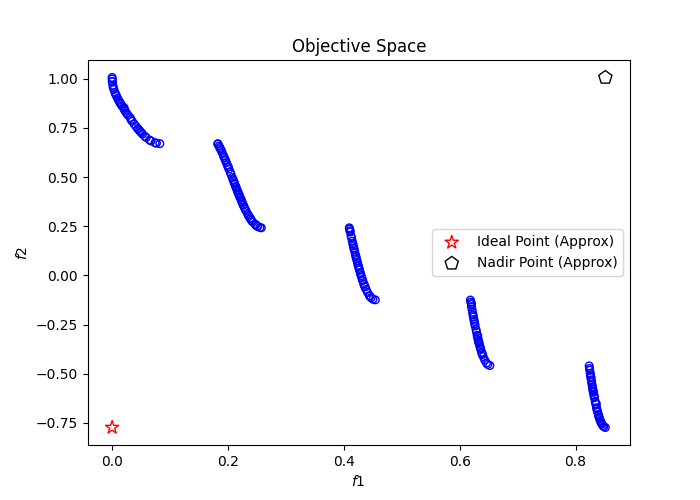 Objective Space
1.00
0.75
0.50
0.25
0.00
−0.25
−0.50
−0.75
f2
Ideal Point (Approx)
Nadir Point (Approx)
0.0 0.2 0.4 0.6 0.8
f1